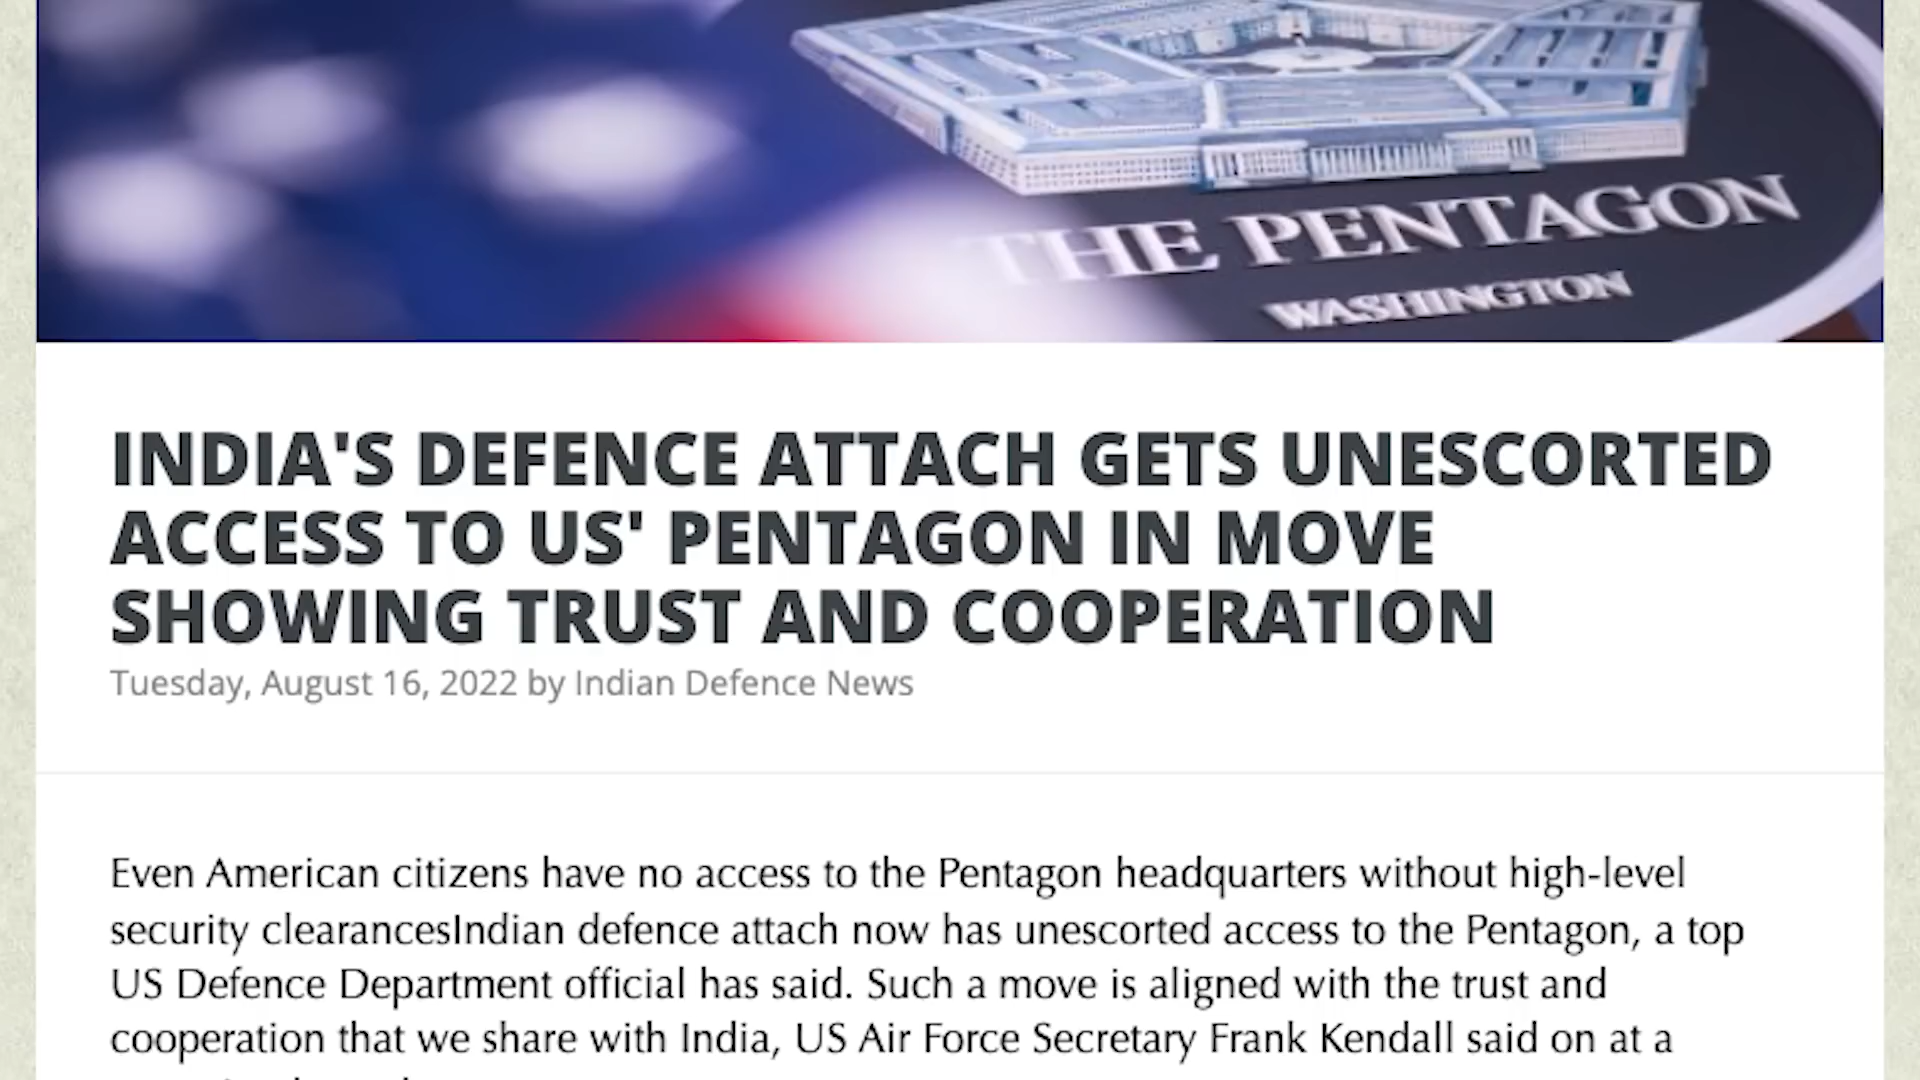 THE PENTAGON
WASHINGTON
INDIA'S DEFENCE ATTACH GETS UNESCORTED
ACCESS TO US' PENTAGON IN MOVE
SHOWING TRUST AND COOPERATION
Tuesday, August 16, 2022 by Indian Defence News
Even American citizens have no access to the Pentagon headquarters without high-level
security clearancesIndian defence attach now has unescorted access to the Pentagon, a top
US Defence Department official has said. Such a move is aligned with the trust and
cooperation that we share with India, US Air Force Secretary Frank Kendall said on at a